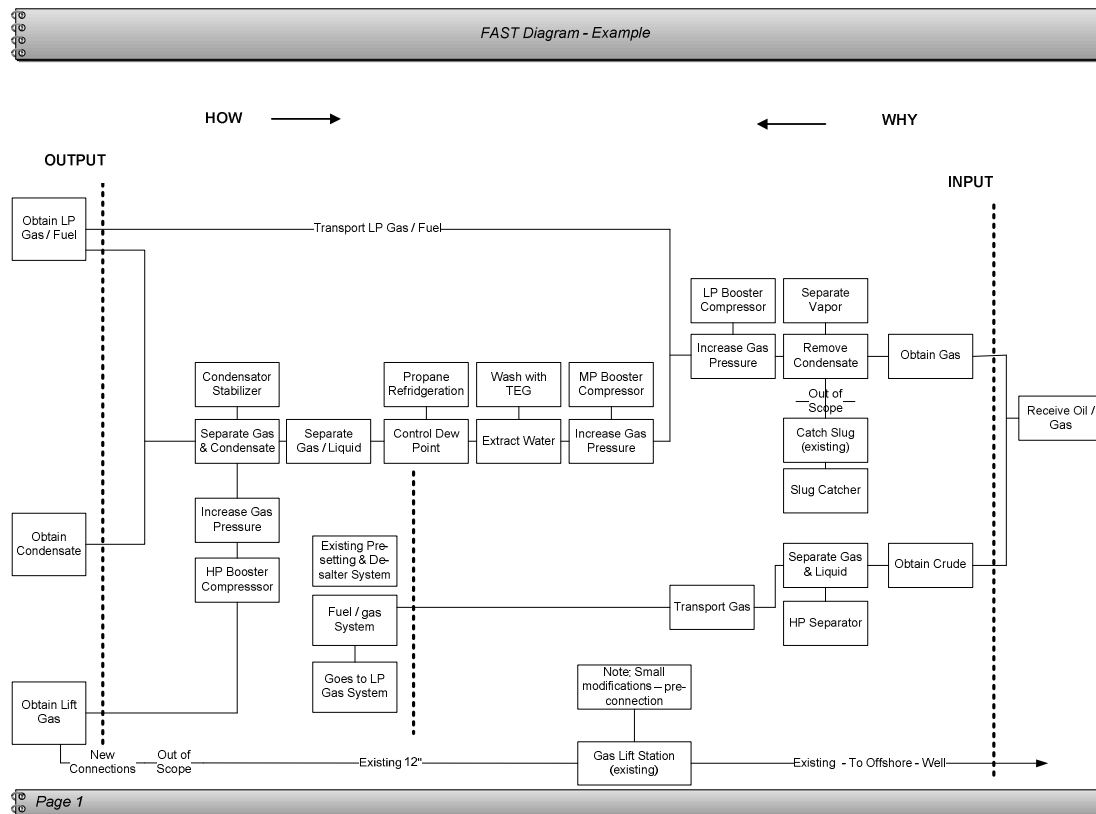 FAST Diagram - Example
HOW
WHY
OUTPUT
INPUT
Obtain LP
Gas / Fuel
Transport LP Gas / Fuel
LP Booster
Compressor
Separate
Vapor
Increase Gas
Pressure
Remove
Condensate
Obtain Gas
Out of
Scope
Receive Oil /
Gas
Catch Slug
(existing)
Slug Catcher
Condensator
Stabilizer
Propane
Refridgeration
Wash with
TEG
MP Booster
Compressor
Separate Gas
& Condensate
Separate
Gas / Liquid
Control Dew
Point
Extract Water
Increase Gas
Pressure
Increase Gas
Pressure
HP Booster
Compresssor
Obtain
Condensate
Existing Pre-
setting & De-
salter System
Fuel / gas
System
Goes to LP
Gas System
Transport Gas
Separate Gas
& Liquid
Obtain Crude
HP Separator
Obtain Lift
Gas
Note: Small
modifications – pre-
connection
New
Connections
Out of
Scope
Existing 12"
Gas Lift Station
(existing)
Existing - To Offshore - Well
Page 1